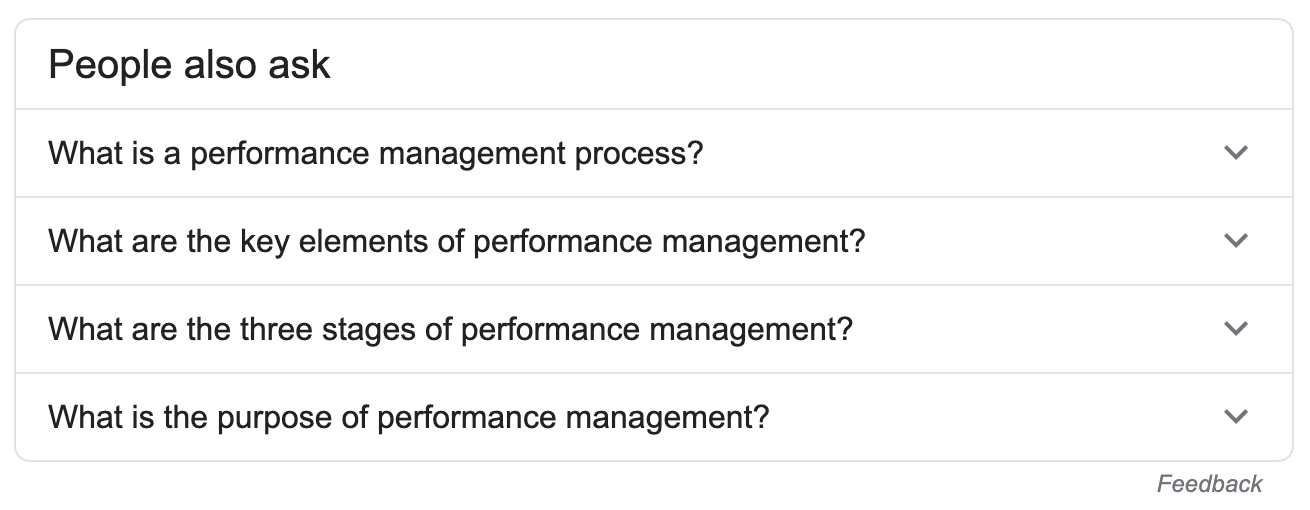 People also ask
What is a performance management process?
What are the key elements of performance management?
What are the three stages of performance management?
What is the purpose of performance management?
Feedback